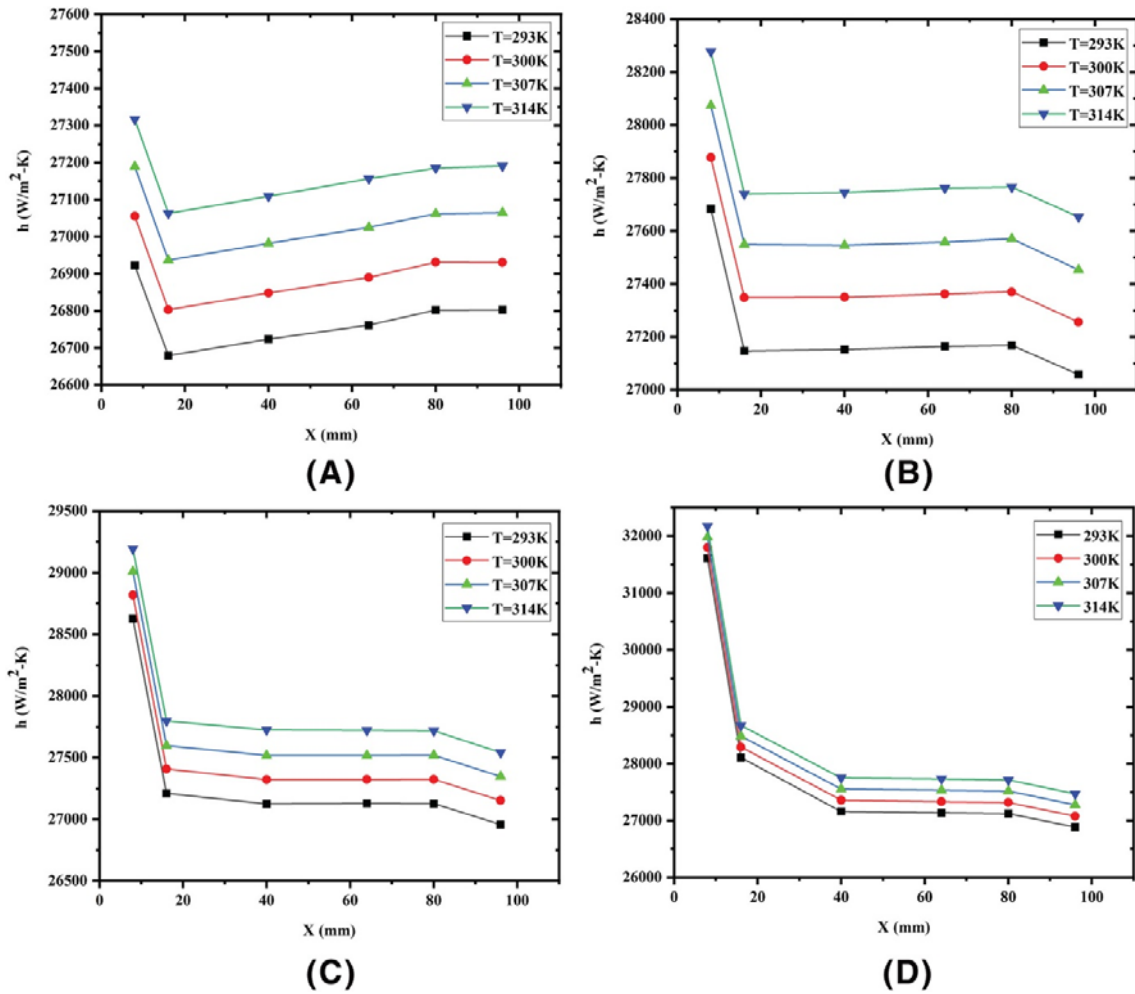 27600
27500
27400
27300
27200
27100
27000
26900
26800
26700
26600
h (W/m²-K)
T=293K
T=300K
T=307K
T=314K
0 20 40 60 80 100
X (mm)
(A)
28400
28200
28000
27800
27600
27400
27200
27000
h (W/m²-K)
T=293K
T=300K
T=307K
T=314K
0 20 40 60 80 100
X (mm)
(B)
29500
29000
28500
28000
27500
27000
26500
h (W/m²-K)
T=293K
T=300K
T=307K
T=314K
0 20 40 60 80 100
X (mm)
(C)
32000
31000
30000
29000
28000
27000
26000
h (W/m²-K)
293K
300K
307K
314K
0 20 40 60 80 100
X (mm)
(D)